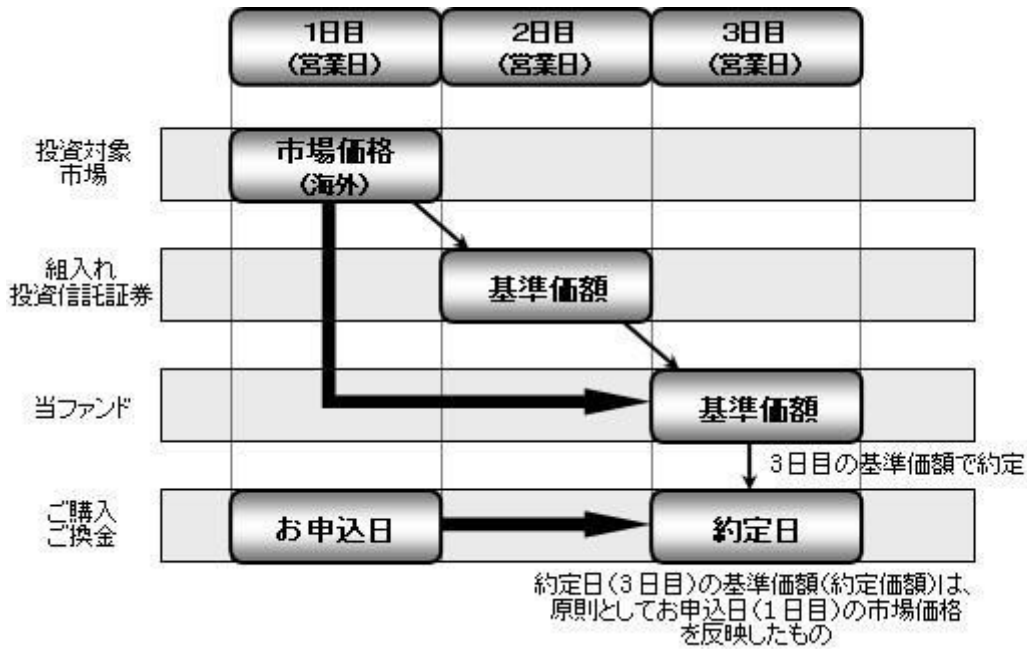 1日目
(営業日)
2日目
(営業日)
3日目
(営業日)
投資対象
市場
市場価格
(海外)
組入れ
投資信託証券
基準価額
当ファンド
基準価額
3日目の基準価額で約定
ご購入
ご換金
お申込日
約定日
約定日(3日目)の基準価額(約定価額)は、
原則としてお申込日(1日目)の市場価格
を反映したもの